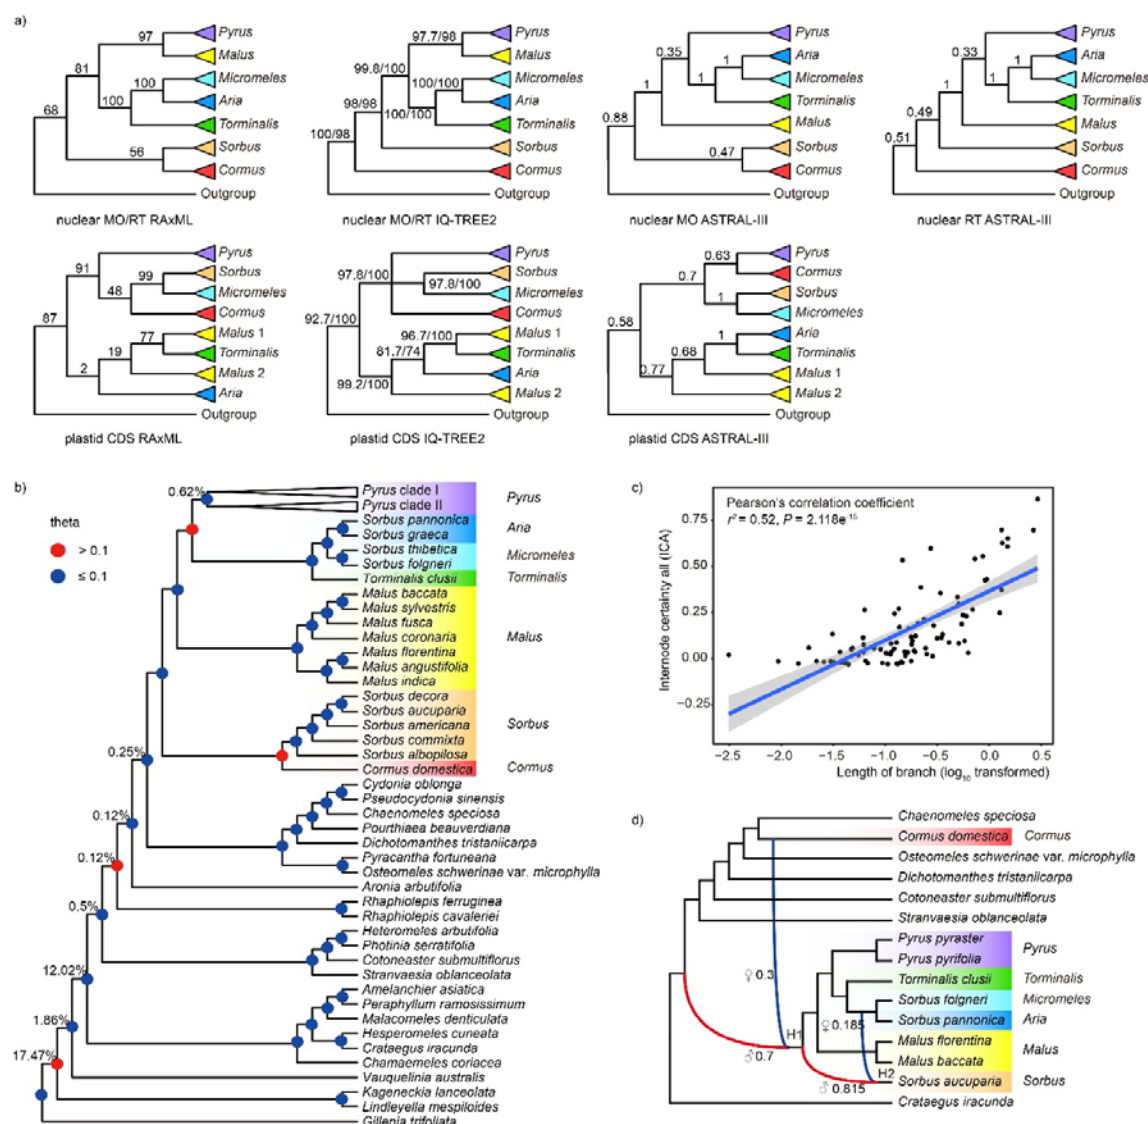 a)
97
Pyrus
Malus
81
100
Micromeles
100
Aria
Torminalis
68
56
Sorbus
Cormus
Outgroup
nuclear MO/RT RAxML
97.7/98
Pyrus
Malus
99.8/100
100/100
Micromeles
Aria
98/98
100/100
Torminalis
100/98
Sorbus
Cormus
Outgroup
nuclear MO/RT IQ-TREE2
0.35
Pyrus
1
Aria
1
1
Micromeles
Torminalis
0.88
Malus
0.47
Sorbus
Cormus
Outgroup
nuclear MO ASTRAL-III
0.33
Pyrus
1
Aria
1
1
Micromeles
Torminalis
0.49
Malus
0.51
Sorbus
Cormus
Outgroup
nuclear RT ASTRAL-III
91
Pyrus
99
Sorbus
48
Micromeles
Cormus
87
77
Malus 1
19
Torminalis
2
Malus 2
Aria
Outgroup
plastid CDS RAxML
97.8/100
Pyrus
Sorbus
97.8/100
Micromeles
Cormus
92.7/100
96.7/100
Malus 1
81.7/74
Torminalis
Aria
99.2/100
Malus 2
Outgroup
plastid CDS IQ-TREE2
0.63
Pyrus
0.7
Cormus
1
Sorbus
Micromeles
0.58
1
Aria
0.68
Torminalis
0.77
Malus 1
Malus 2
Outgroup
plastid CDS ASTRAL-III
b)
theta
> 0.1
≤ 0.1
0.62%
Pyrus clade I
Pyrus clade II
Pyrus
Sorbus pannonica
Sorbus graeca
Aria
Sorbus thibetica
Sorbus folgneri
Micromeles
Torminalis clusii
Torminalis
Malus baccata
Malus sylvestris
Malus fusca
Malus coronaria
Malus
Malus florentina
Malus angustifolia
Malus indica
Sorbus decora
Sorbus aucuparia
Sorbus americana
Sorbus
Sorbus commixta
Sorbus albopilosa
0.25%
Cormus domestica
Cormus
Cydonia oblonga
Pseudocydonia sinensis
Chaenomeles speciosa
0.12%
Pourthiaea beauverdiana
Dichotomanthes tristaniicarpa
0.12%
Pyracantha fortuneana
Osteomeles schwerinae var. microphylla
Aronia arbutifolia
0.5%
Rhaphiolepis ferruginea
Rhaphiolepis cavaleriei
Heteromeles arbutifolia
Photinia serratifolia
12.02%
Cotoneaster submultiflorus
Stranvaesia oblanceolata
Amelanchier asiatica
Peraphyllum ramosissimum
1.86%
Malacomeles denticulata
Hesperomeles cuneata
Crataegus iracunda
17.47%
Chamaemeles coriacea
Vauquelinia australis
Kageneckia lanceolata
Lindleyella mespiloides
Gillenia trifoliata
c)
Pearson's correlation coefficient
r² = 0.52, P = 2.118e⁻¹⁵
Internode certainty all (ICA)
0.75
0.50
0.25
0.00
−0.25
−2.5
−2.0
−1.5
−1.0
−0.5
0.0
0.5
Length of branch (log₁₀ transformed)
d)
Chaenomeles speciosa
Cormus domestica
Cormus
Osteomeles schwerinae var. microphylla
Dichotomanthes tristaniicarpa
Cotoneaster submultiflorus
Stranvaesia oblanceolata
Pyrus pyraster
Pyrus pyrifolia
Pyrus
♀ 0.3
Torminalis clusii
Torminalis
Sorbus folgneri
Micromeles
Sorbus pannonica
Aria
♀ 0.185
H1
Malus florentina
Malus baccata
Malus
♂ 0.7
H2
Sorbus aucuparia
Sorbus
♂ 0.815
Crataegus iracunda